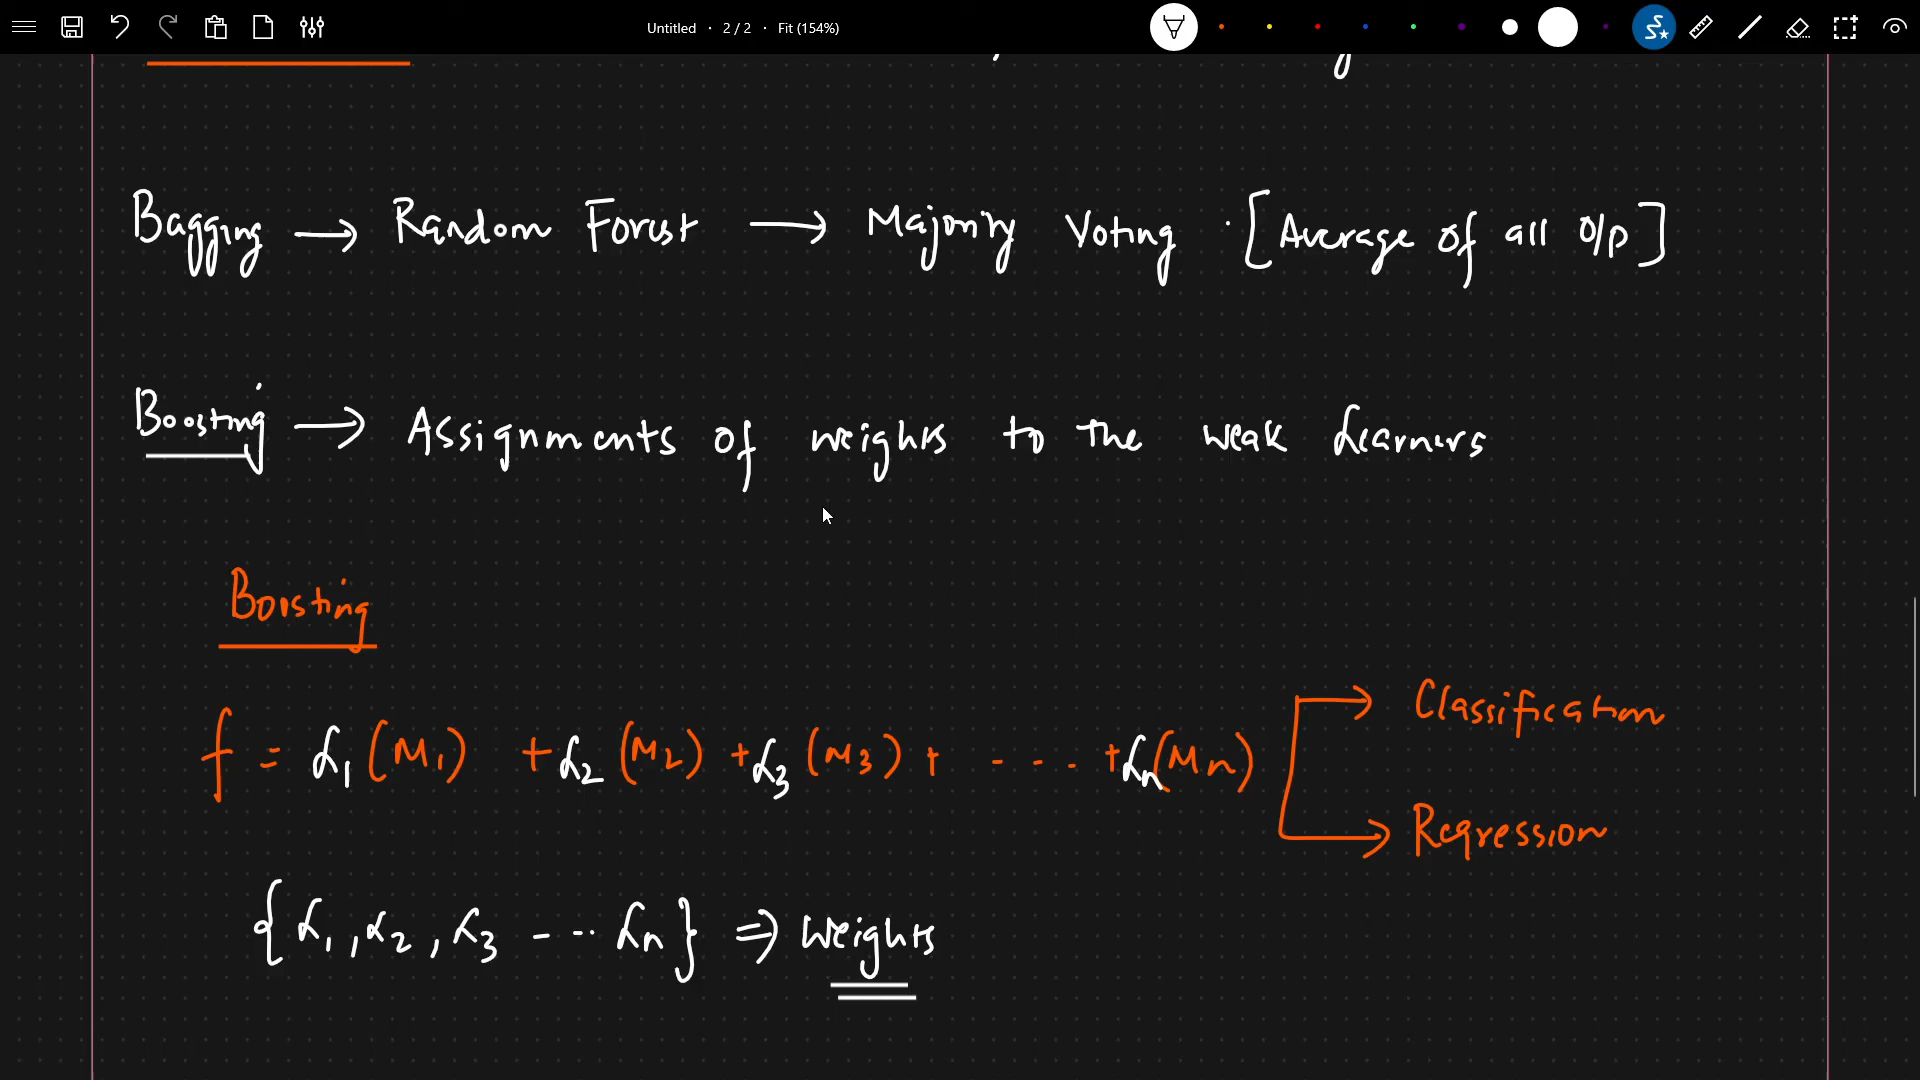 Untitled · 2 / 2 · Fit (154%)
Bagging → Random Forest → Majority Voting · [Average of all O/p]
Boosting → Assignments of weights to the weak Learners
Boosting
f = α₁ (M₁) + α₂ (M₂) + α₃ (M₃) + - - - . + αn (Mn)
Classification
Regression
{α₁, α₂, α₃ - - - αn} ⇒ Weights